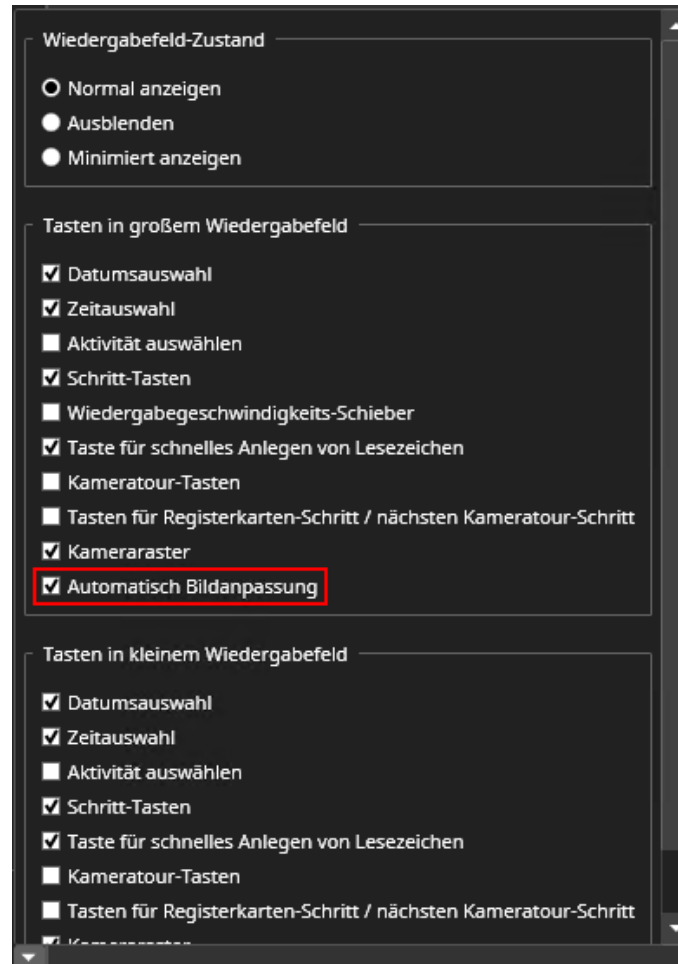 Wiedergabefeld-Zustand
Normal anzeigen
Ausblenden
Minimiert anzeigen
Tasten in großem Wiedergabefeld
Datumsauswahl
Zeitauswahl
Aktivität auswählen
Schritt-Tasten
Wiedergabegeschwindigkeits-Schieber
Taste für schnelles Anlegen von Lesezeichen
Kameratour-Tasten
Tasten für Registerkarten-Schritt / nächsten Kameratour-Schritt
Kameraraster
Automatisch Bildanpassung
Tasten in kleinem Wiedergabefeld
Datumsauswahl
Zeitauswahl
Aktivität auswählen
Schritt-Tasten
Taste für schnelles Anlegen von Lesezeichen
Kameratour-Tasten
Tasten für Registerkarten-Schritt / nächsten Kameratour-Schritt